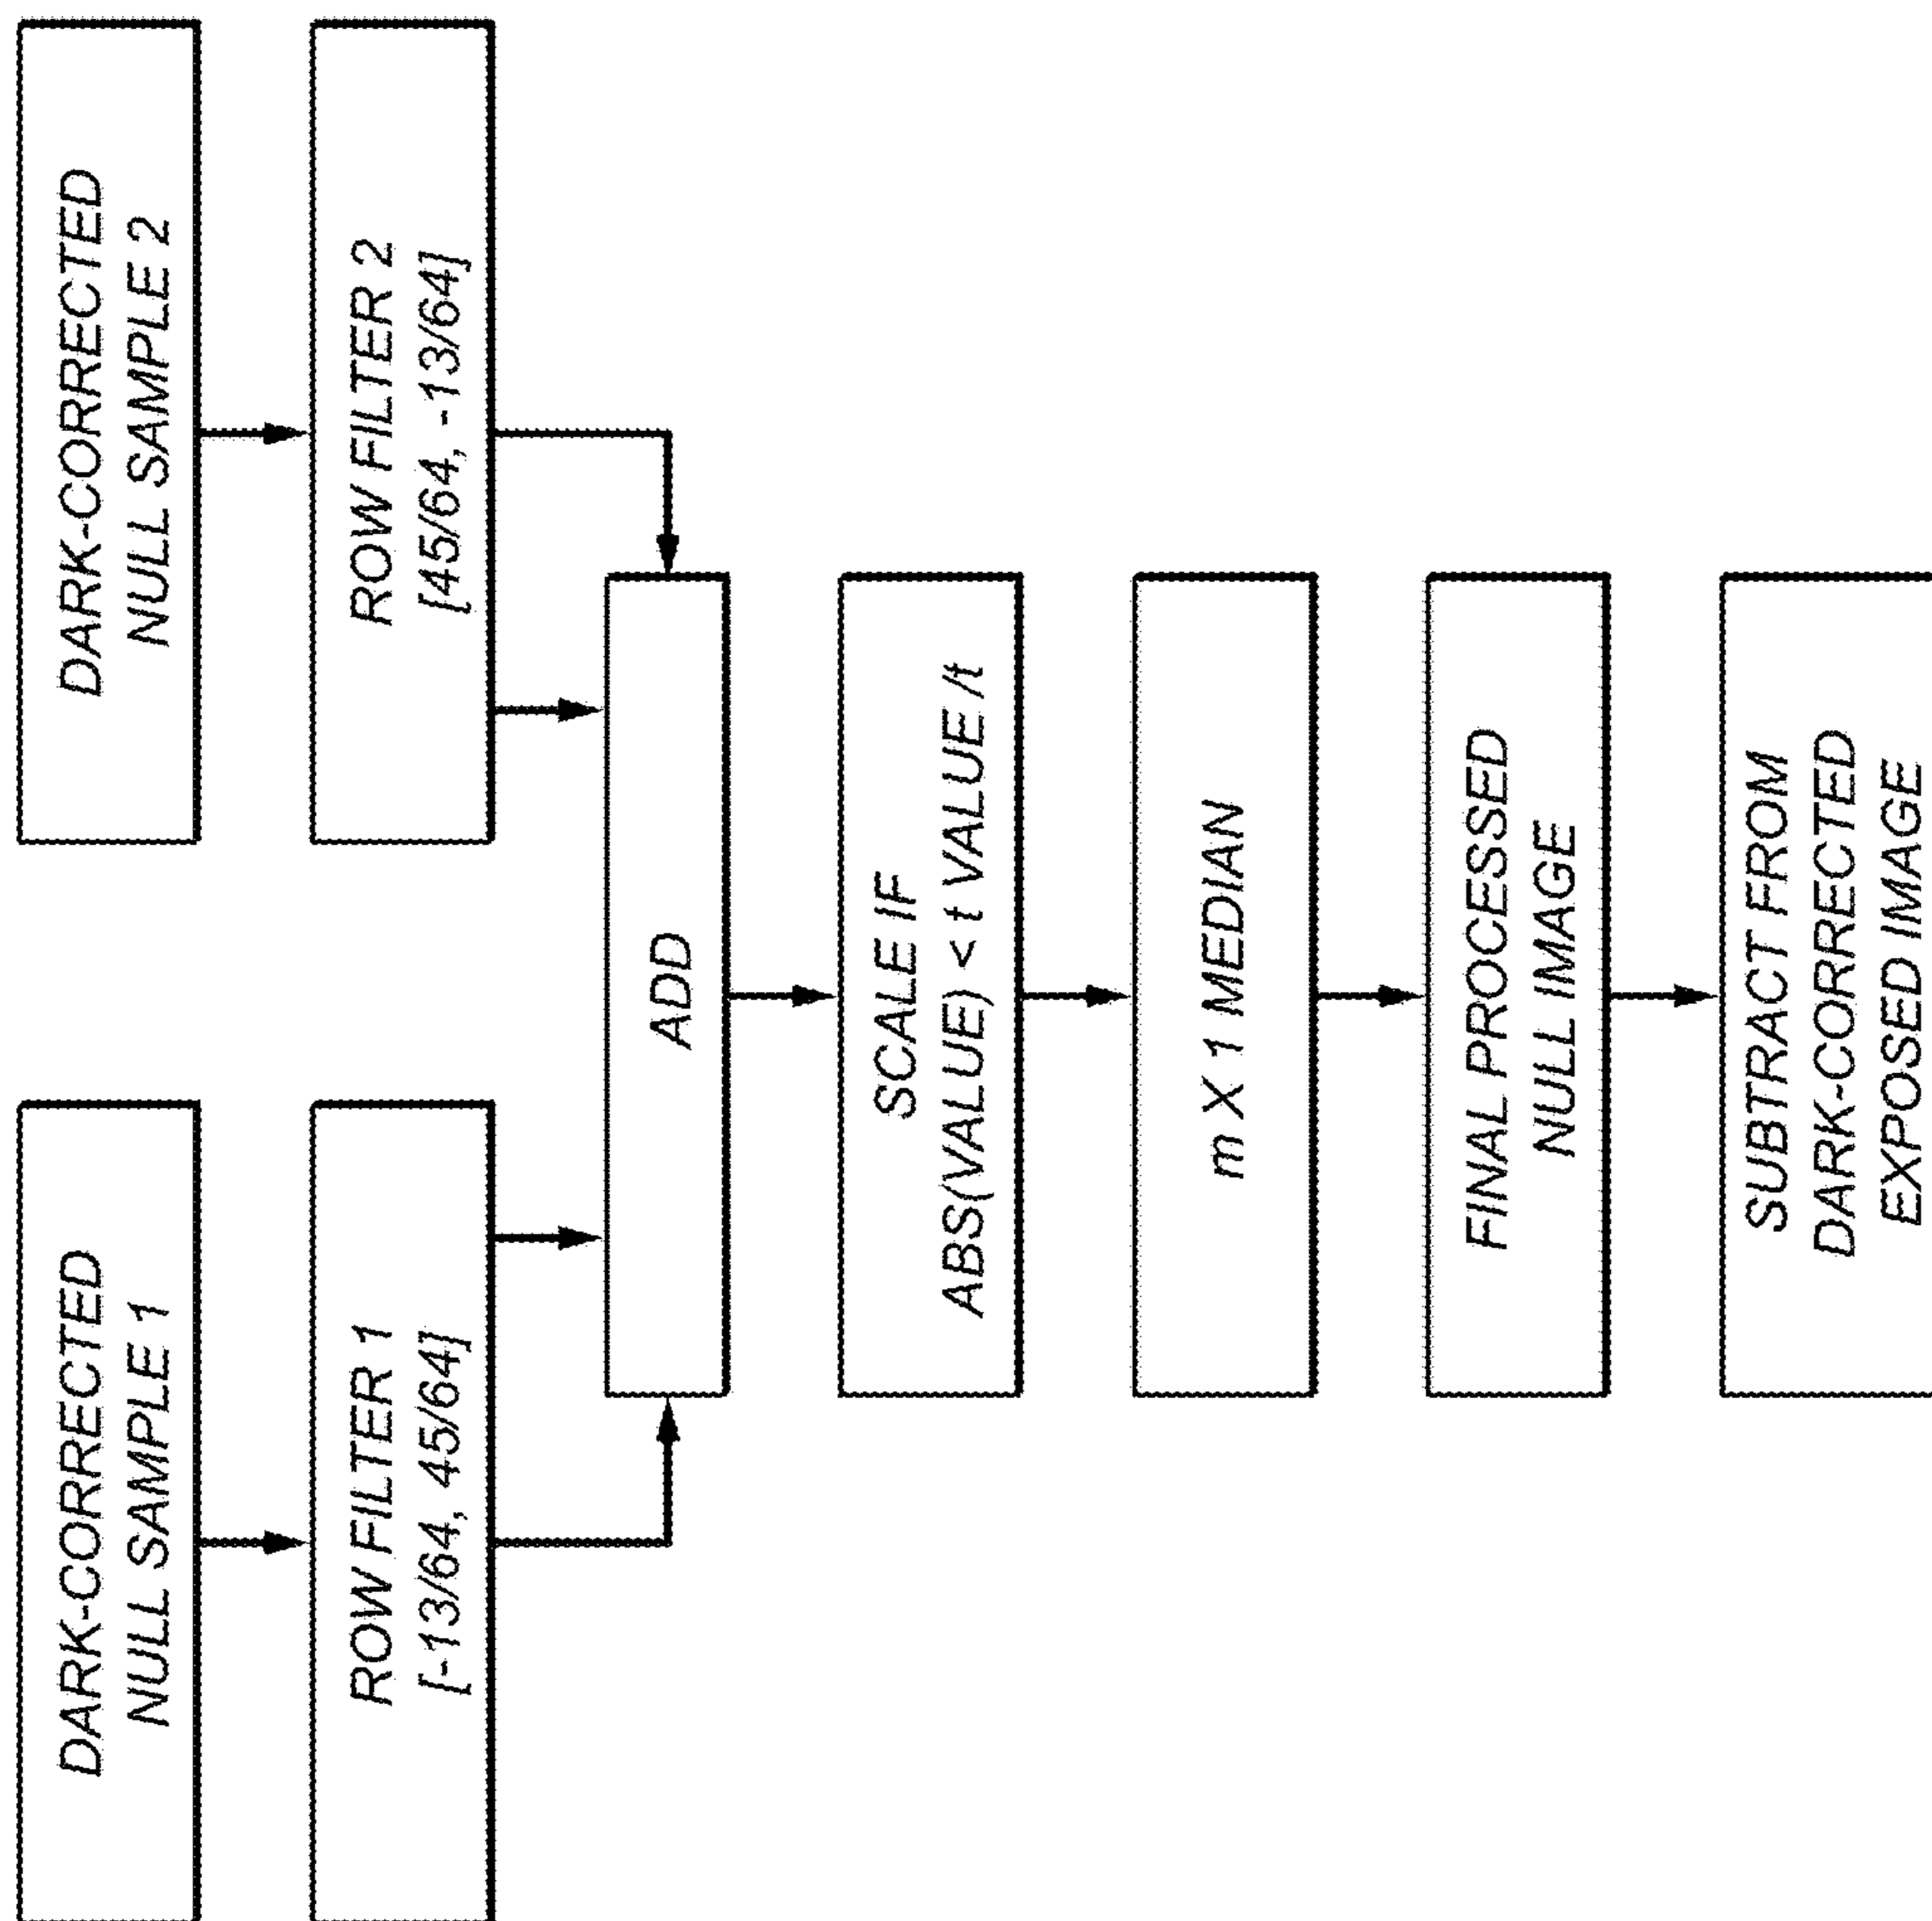 DARK-CORRECTED
NULL SAMPLE 1
DARK-CORRECTED
NULL SAMPLE 2
ROW FILTER 1
[-13/64, 45/64]
ROW FILTER 2
[45/64, -13/64]
ADD
SCALE IF
ABS(VALUE) < t VALUE /t
m X 1 MEDIAN
FINAL PROCESSED
NULL IMAGE
SUBTRACT FROM
DARK-CORRECTED
EXPOSED IMAGE